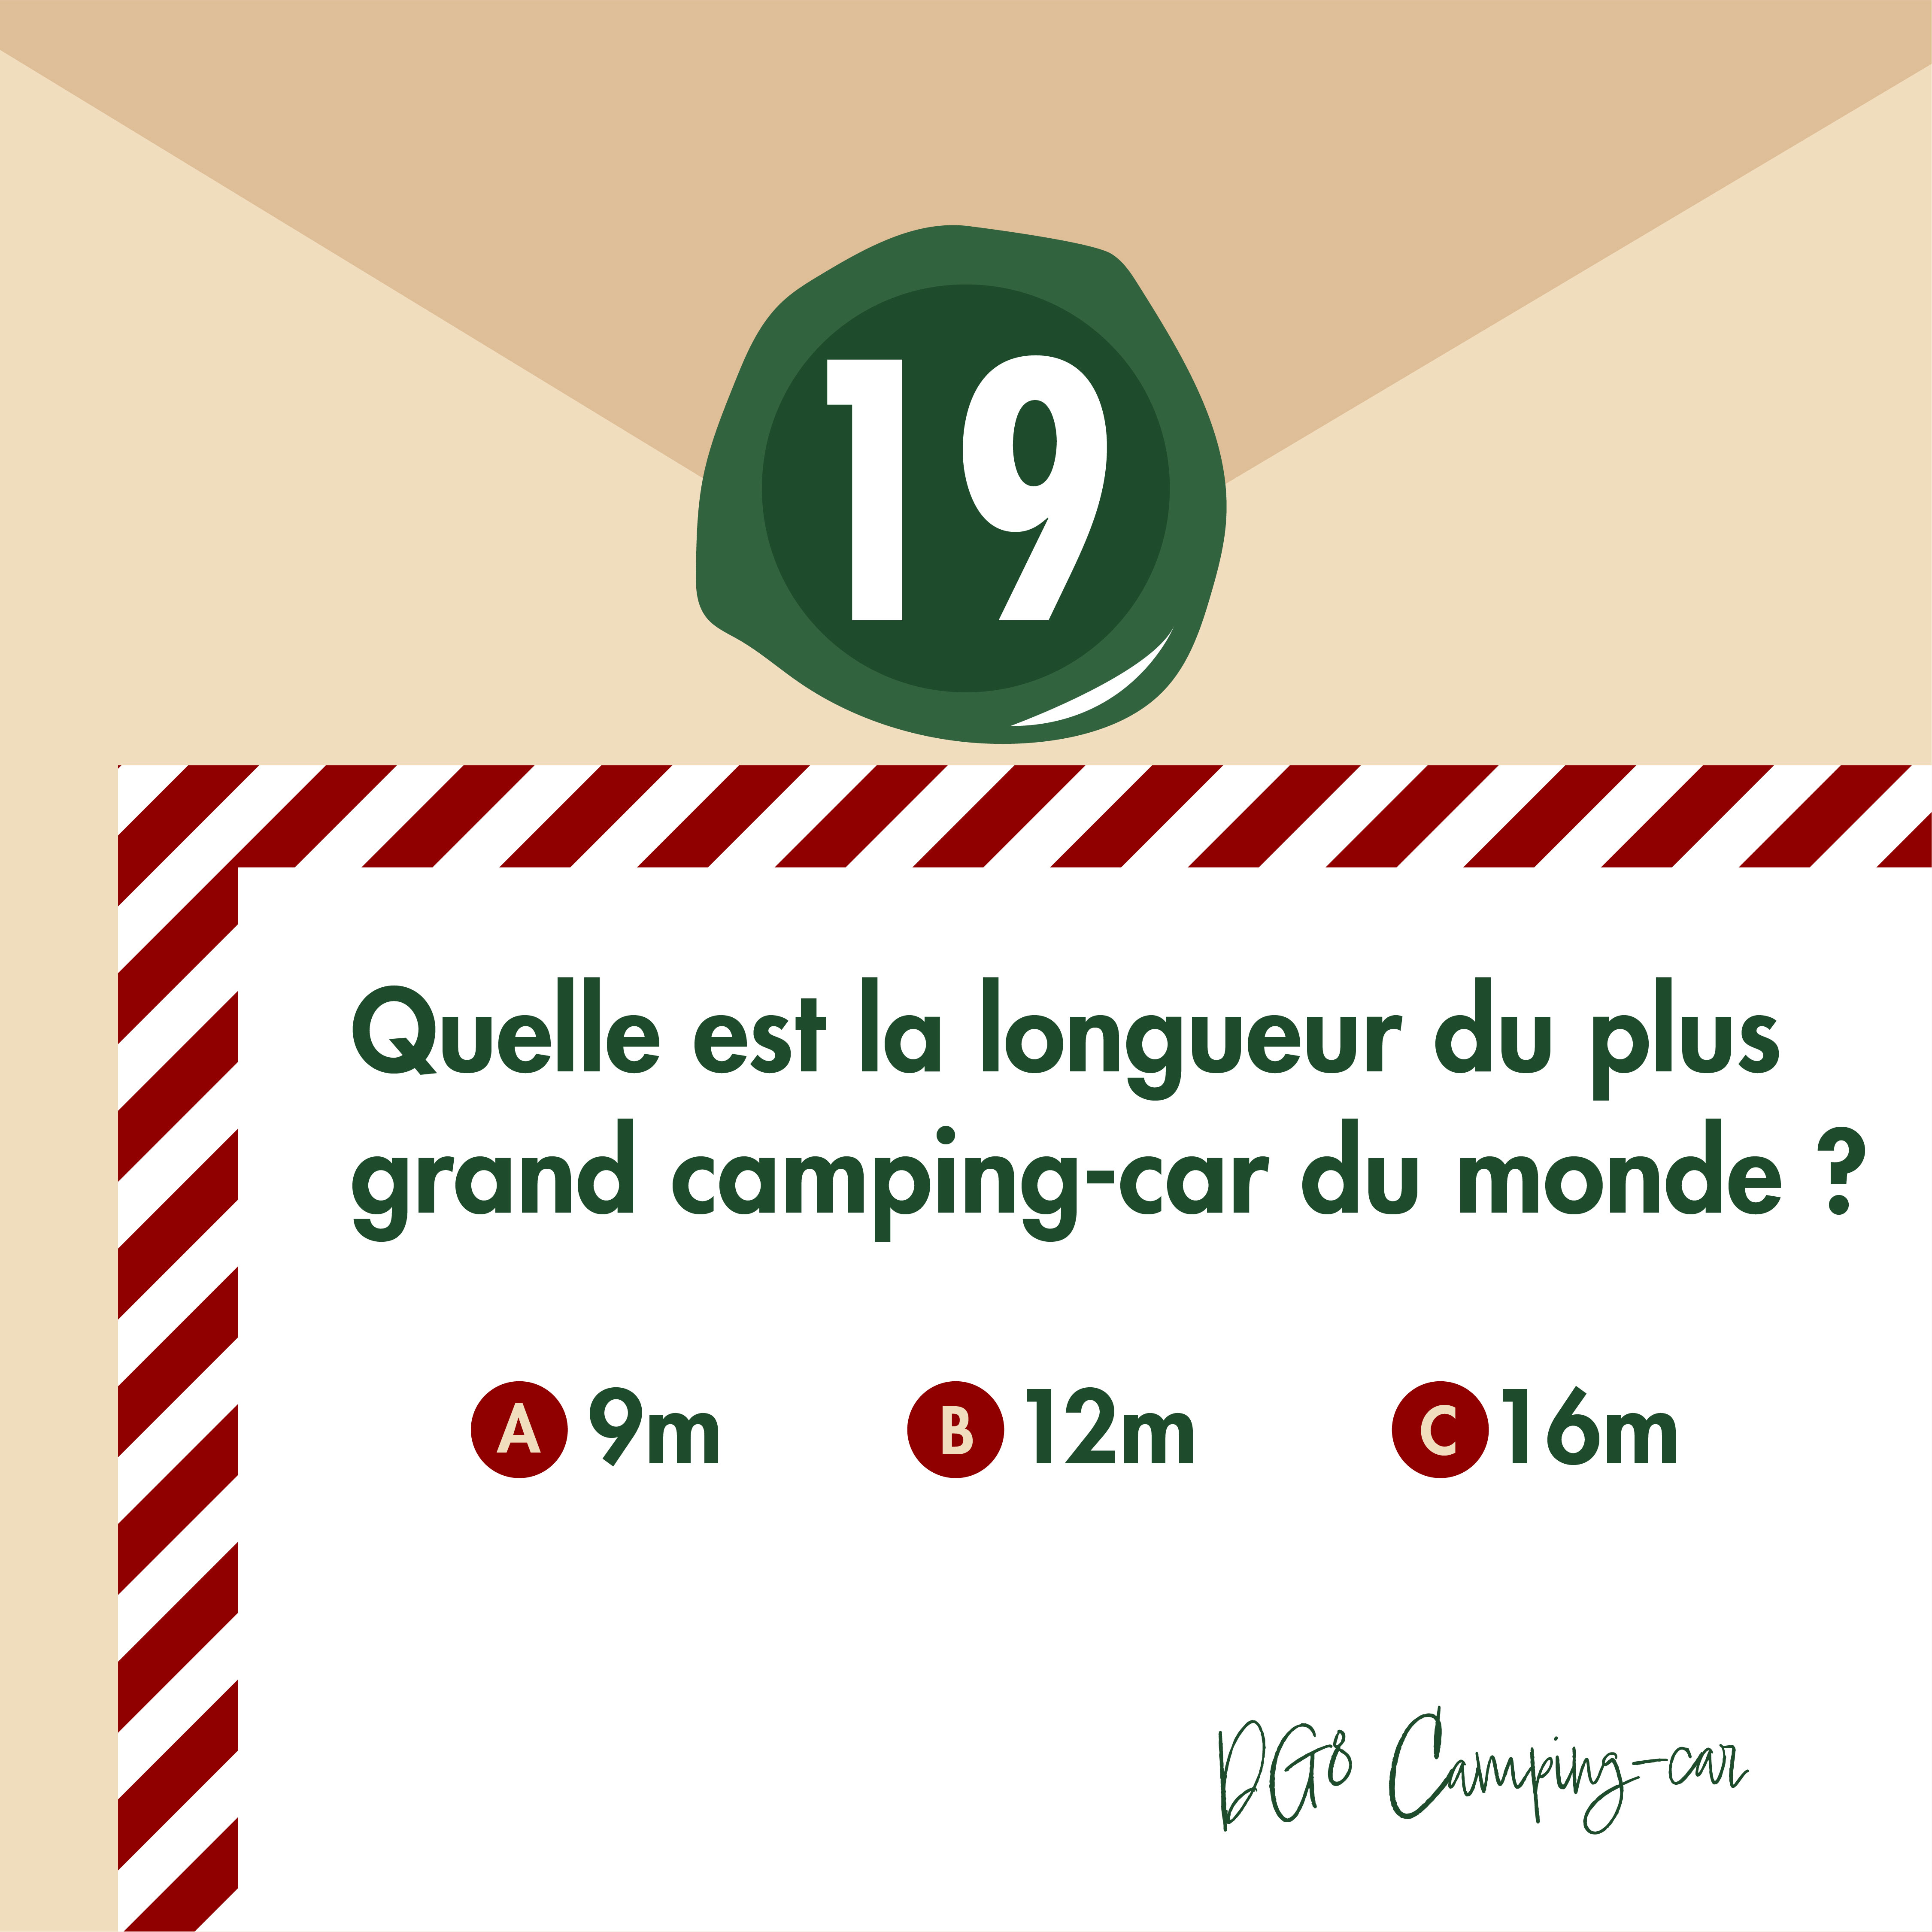 19
Quelle est la longueur du plus
grand camping-car du monde ?
A 9m B 12m C 16m
DG8 Camping-car